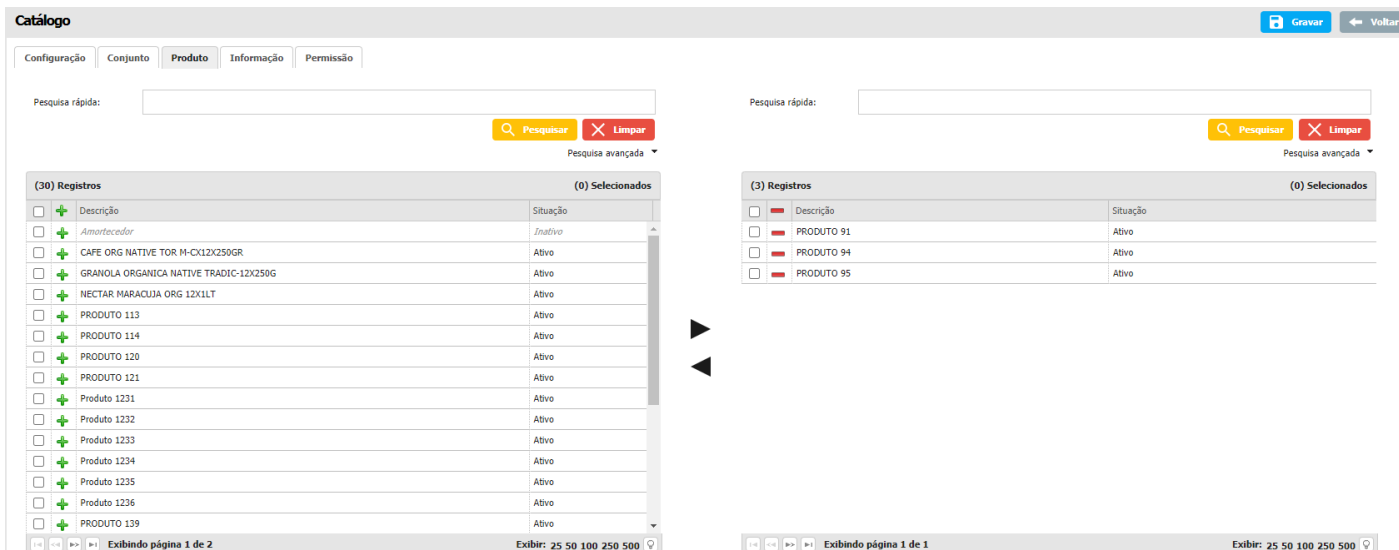 Catálogo
Gravar
Voltar
Configuração Conjunto Produto Informação Permissão
Pesquisa rápida:
Pesquisar Limpar
Pesquisa avançada
(30) Registros (0) Selecionados
Descrição Situação
Amortecedor Inativo
CAFE ORG NATIVE TOR M-CX12X250GR Ativo
GRANOLA ORGANICA NATIVE TRADIC-12X250G Ativo
NECTAR MARACUJA ORG 12X1LT Ativo
PRODUTO 113 Ativo
PRODUTO 114 Ativo
PRODUTO 120 Ativo
PRODUTO 121 Ativo
Produto 1231 Ativo
Produto 1232 Ativo
Produto 1233 Ativo
Produto 1234 Ativo
Produto 1235 Ativo
Produto 1236 Ativo
PRODUTO 139 Ativo
Exibindo página 1 de 2 Exibir: 25 50 100 250 500
Pesquisa rápida:
Pesquisar Limpar
Pesquisa avançada
(3) Registros (0) Selecionados
Descrição Situação
PRODUTO 91 Ativo
PRODUTO 94 Ativo
PRODUTO 95 Ativo
Exibindo página 1 de 1 Exibir: 25 50 100 250 500